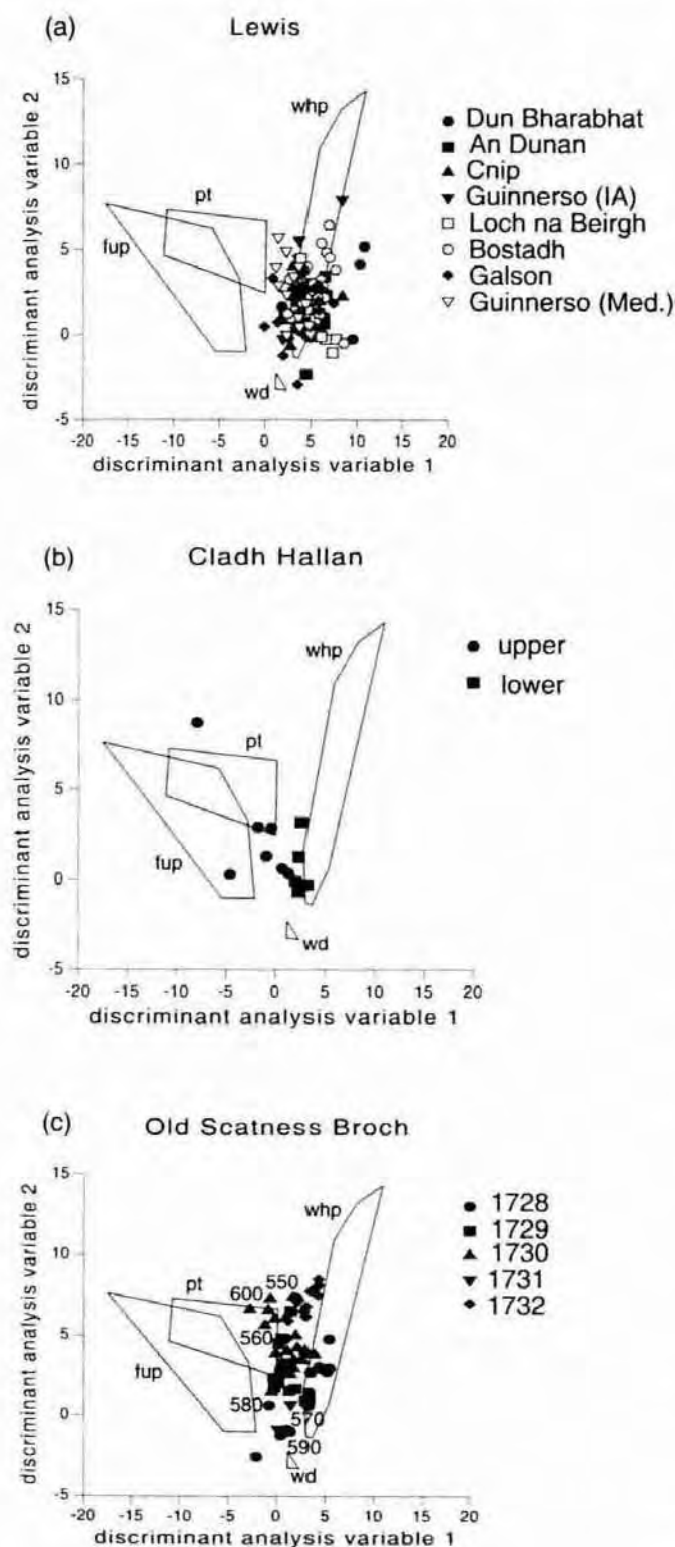 (a) Lewis
15
10
5
0
-5
-20 -15 -10 -5 0 5 10 15 20
discriminant analysis variable 2
discriminant analysis variable 1
whp
pt
fup
wd
Dun Bharabhat
An Dunan
Cnip
Guinnerso (IA)
Loch na Beirgh
Bostadh
Galson
Guinnerso (Med.)
(b) Cladh Hallan
15
10
5
0
-5
-20 -15 -10 -5 0 5 10 15 20
discriminant analysis variable 2
discriminant analysis variable 1
whp
pt
fup
wd
upper
lower
(c) Old Scatness Broch
15
10
5
0
-5
-20 -15 -10 -5 0 5 10 15 20
discriminant analysis variable 2
discriminant analysis variable 1
whp
pt
600 550
560
fup
580
570
590
wd
1728
1729
1730
1731
1732